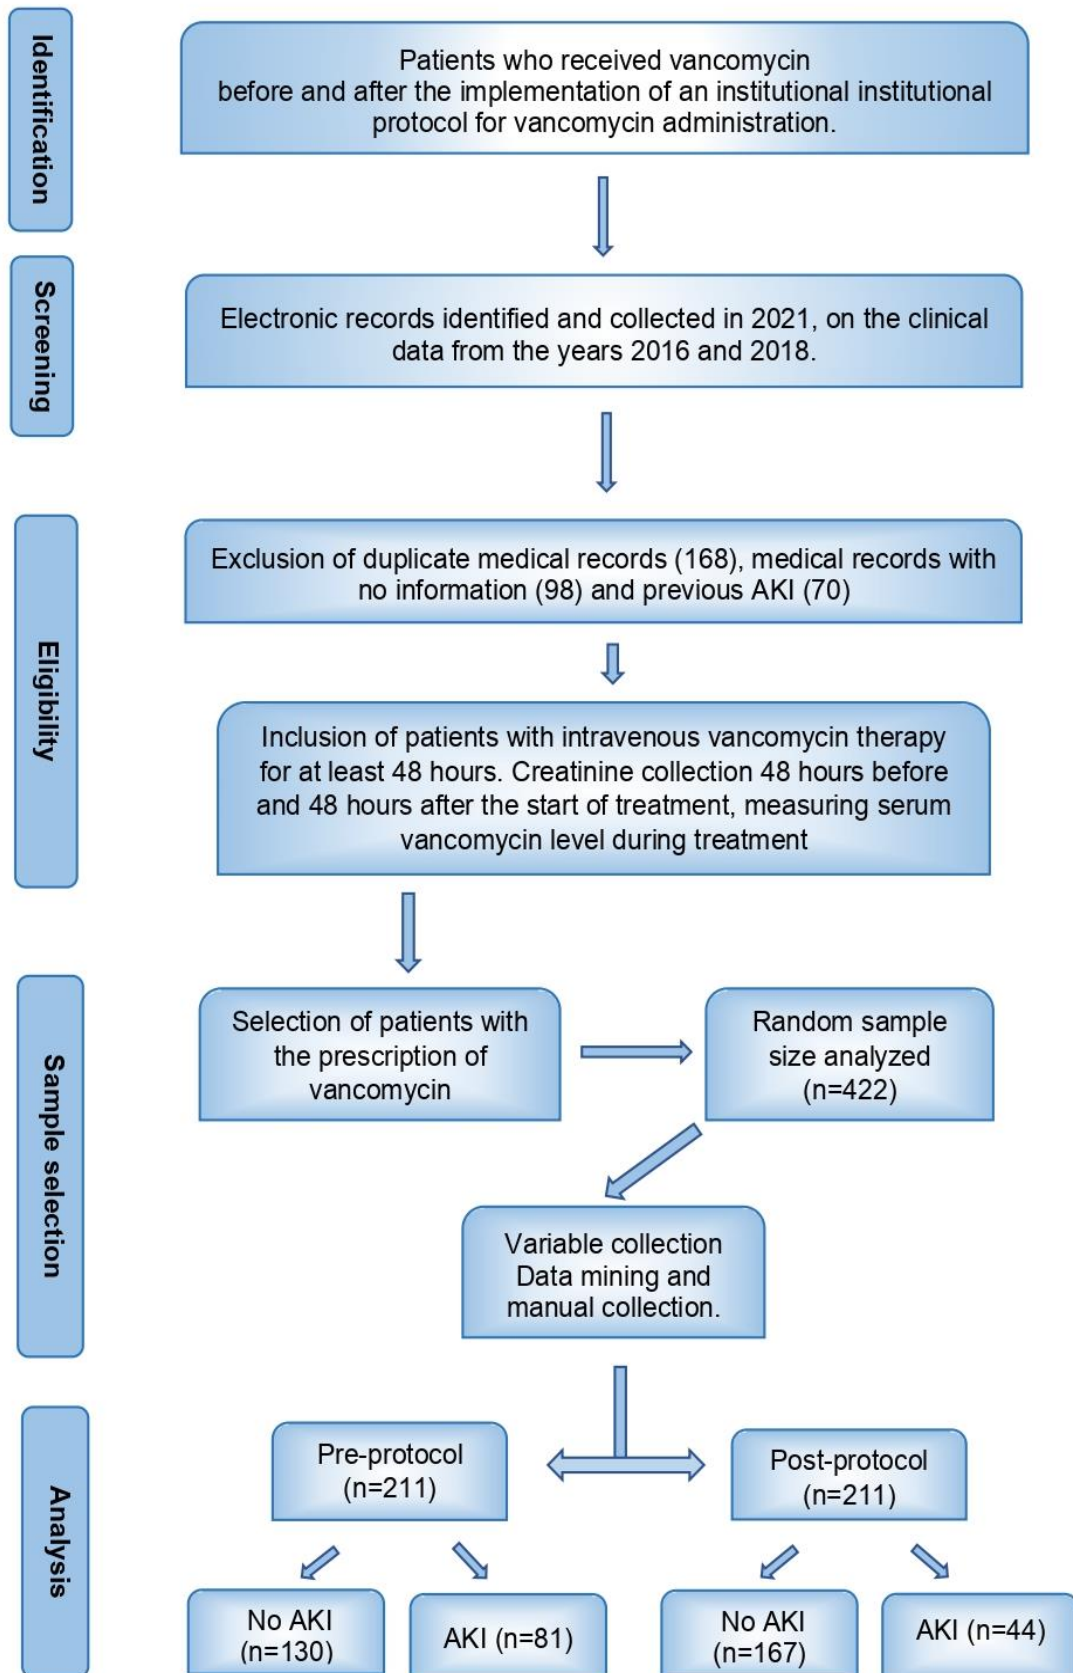 Identification
Patients who received vancomycin
before and after the implementation of an institutional institutional
protocol for vancomycin administration.
Screening
Electronic records identified and collected in 2021, on the clinical
data from the years 2016 and 2018.
Eligibility
Exclusion of duplicate medical records (168), medical records with
no information (98) and previous AKI (70)
Inclusion of patients with intravenous vancomycin therapy
for at least 48 hours. Creatinine collection 48 hours before
and 48 hours after the start of treatment, measuring serum
vancomycin level during treatment
Sample selection
Selection of patients with
the prescription of
vancomycin
Random sample
size analyzed
(n=422)
Variable collection
Data mining and
manual collection.
Analysis
Pre-protocol
(n=211)
Post-protocol
(n=211)
No AKI
(n=130)
AKI (n=81)
No AKI
(n=167)
AKI (n=44)